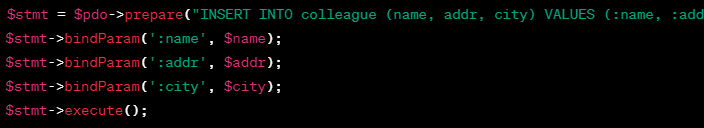 $stmt = $pdo->prepare("INSERT INTO colleague (name, addr, city) VALUES (:name, :add
$stmt->bindParam(':name', $name);
$stmt->bindParam(':addr', $addr);
$stmt->bindParam(':city', $city);
$stmt->execute();